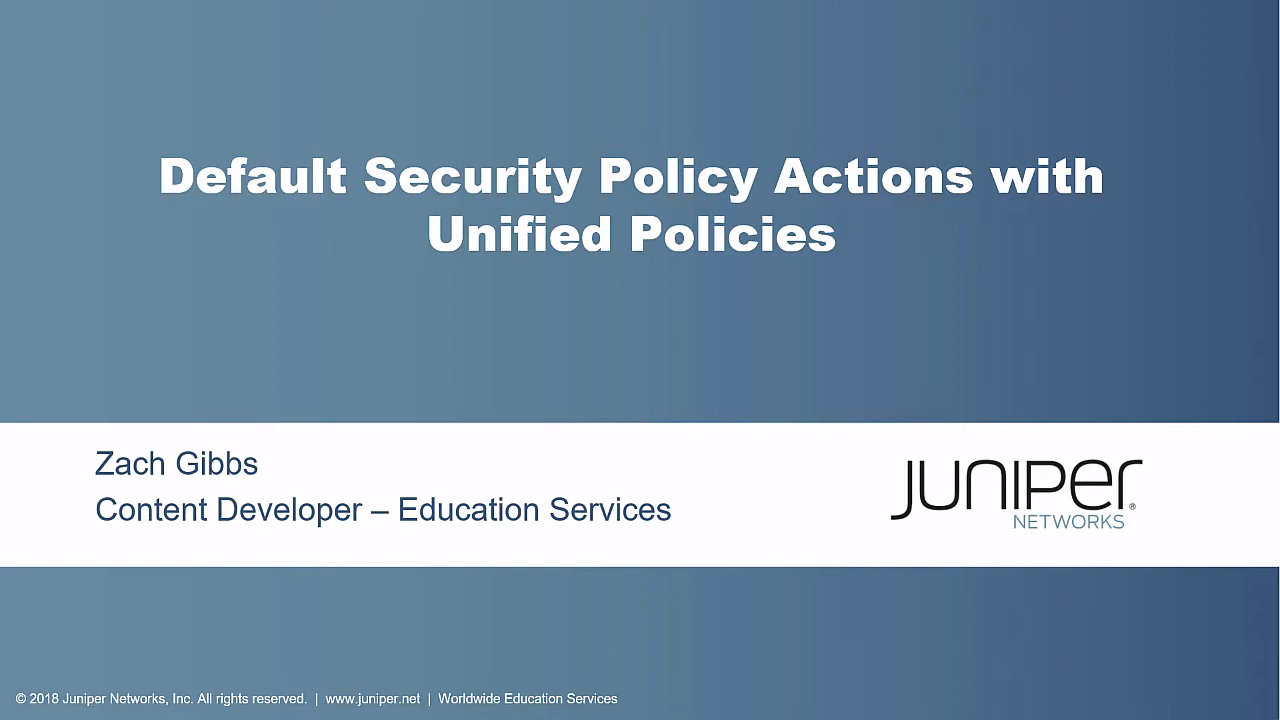 Default Security Policy Actions with
Unified Policies
Zach Gibbs
Content Developer – Education Services
JUNIPER
NETWORKS
© 2018 Juniper Networks, Inc. All rights reserved. | www.juniper.net | Worldwide Education Services